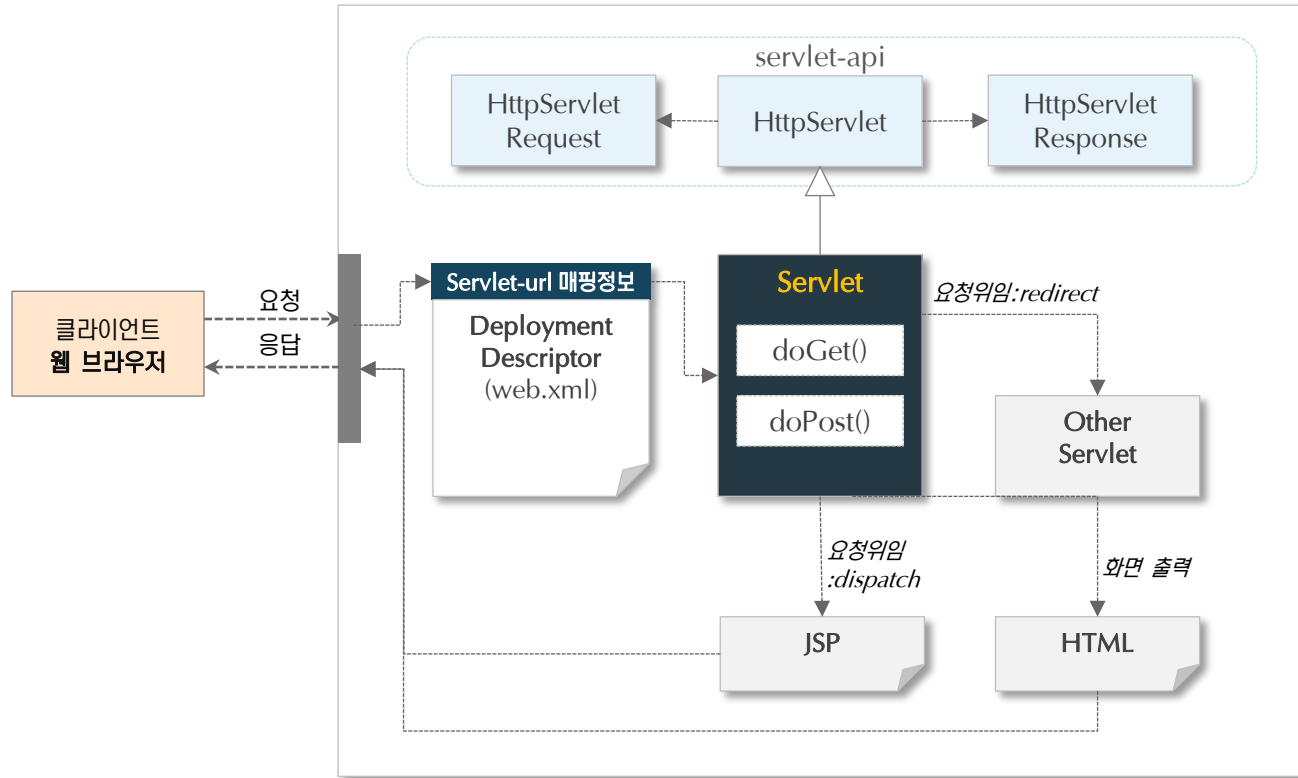 servlet-api
HttpServlet
Request
HttpServlet
HttpServlet
Response
클라이언트
웹 브라우저
요청
응답
Servlet-url 매핑정보
Deployment
Descriptor
(web.xml)
Servlet
doGet()
doPost()
요청위임:redirect
Other
Servlet
요청위임
:dispatch
화면 출력
JSP
HTML